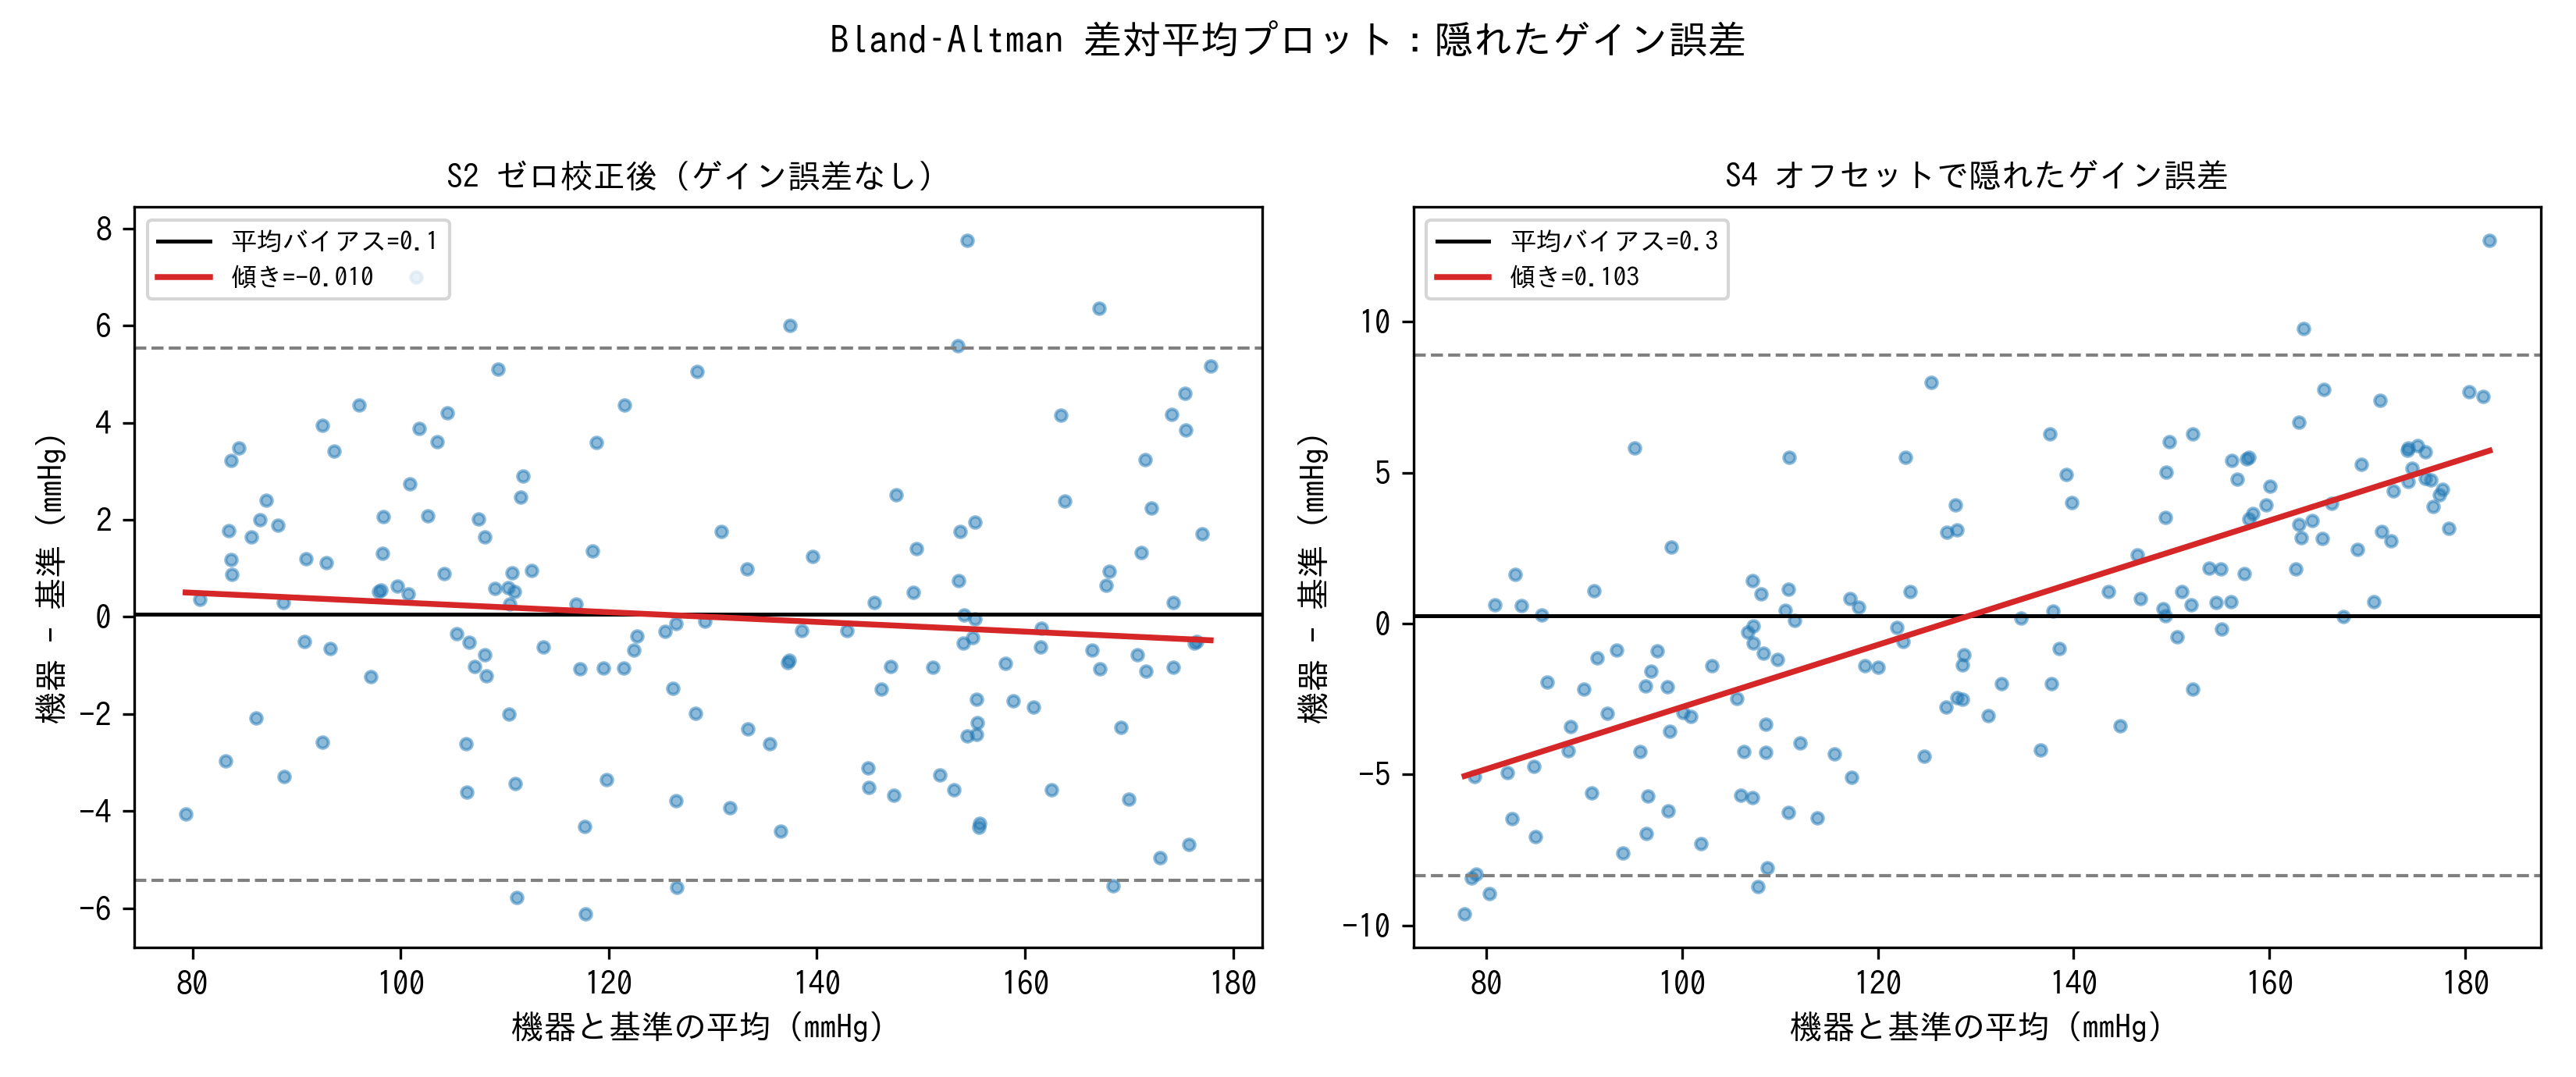 Bland-Altman 差対平均プロット：隠れたゲイン誤差
S2 ゼロ校正後（ゲイン誤差なし）
平均バイアス=0.1
傾き=-0.010
8
6
4
2
0
-2
-4
-6
機器 - 基準 (mmHg)
80 100 120 140 160 180
機器と基準の平均 (mmHg)
S4 オフセットで隠れたゲイン誤差
平均バイアス=0.3
傾き=0.103
10
5
0
-5
-10
機器 - 基準 (mmHg)
80 100 120 140 160 180
機器と基準の平均 (mmHg)